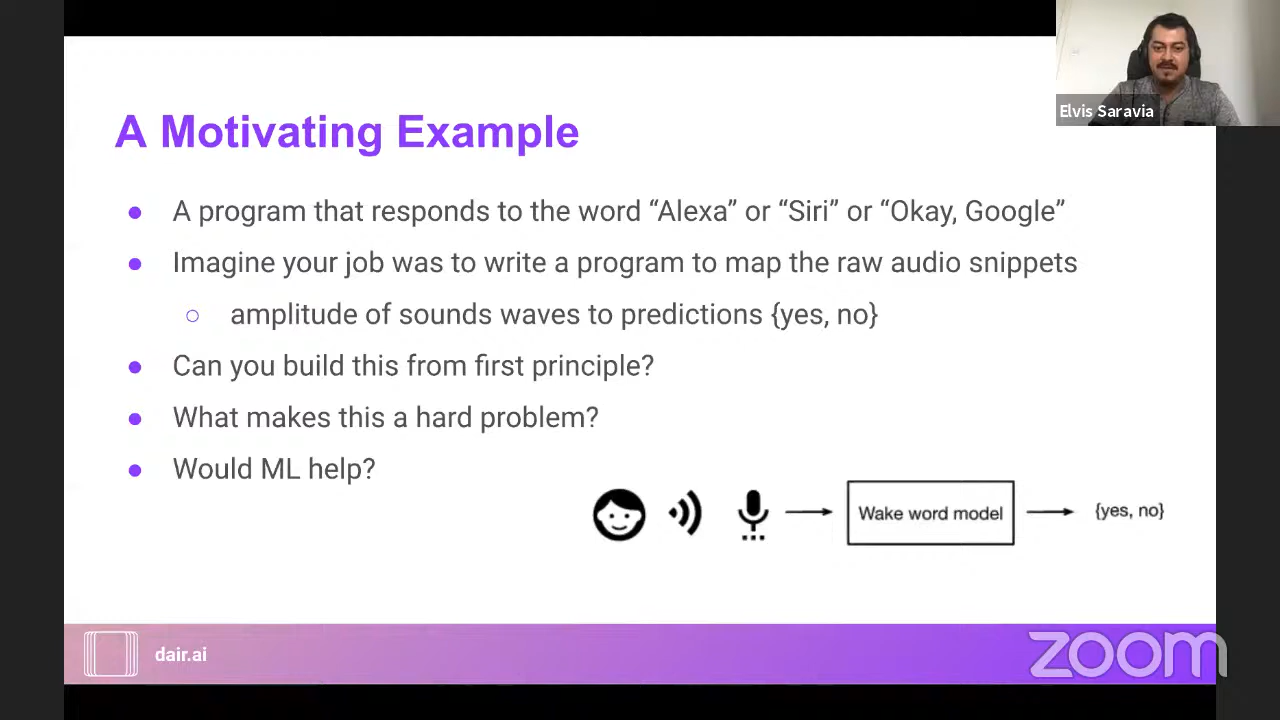 Elvis Saravia
A Motivating Example
● A program that responds to the word “Alexa” or “Siri” or “Okay, Google”
● Imagine your job was to write a program to map the raw audio snippets
○ amplitude of sounds waves to predictions {yes, no}
● Can you build this from first principle?
● What makes this a hard problem?
● Would ML help?
Wake word model
{yes, no}
dair.ai
zoom